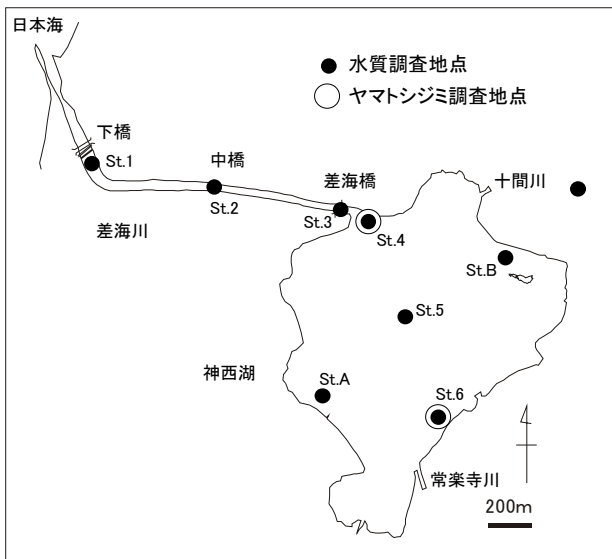 日本海
水質調査地点
ヤマトシジミ調査地点
下橋
St.1
中橋
St.2
差海橋
St.3
St.4
十間川
差海川
St.B
St.5
神西湖
St.A
St.6
常楽寺川
200m